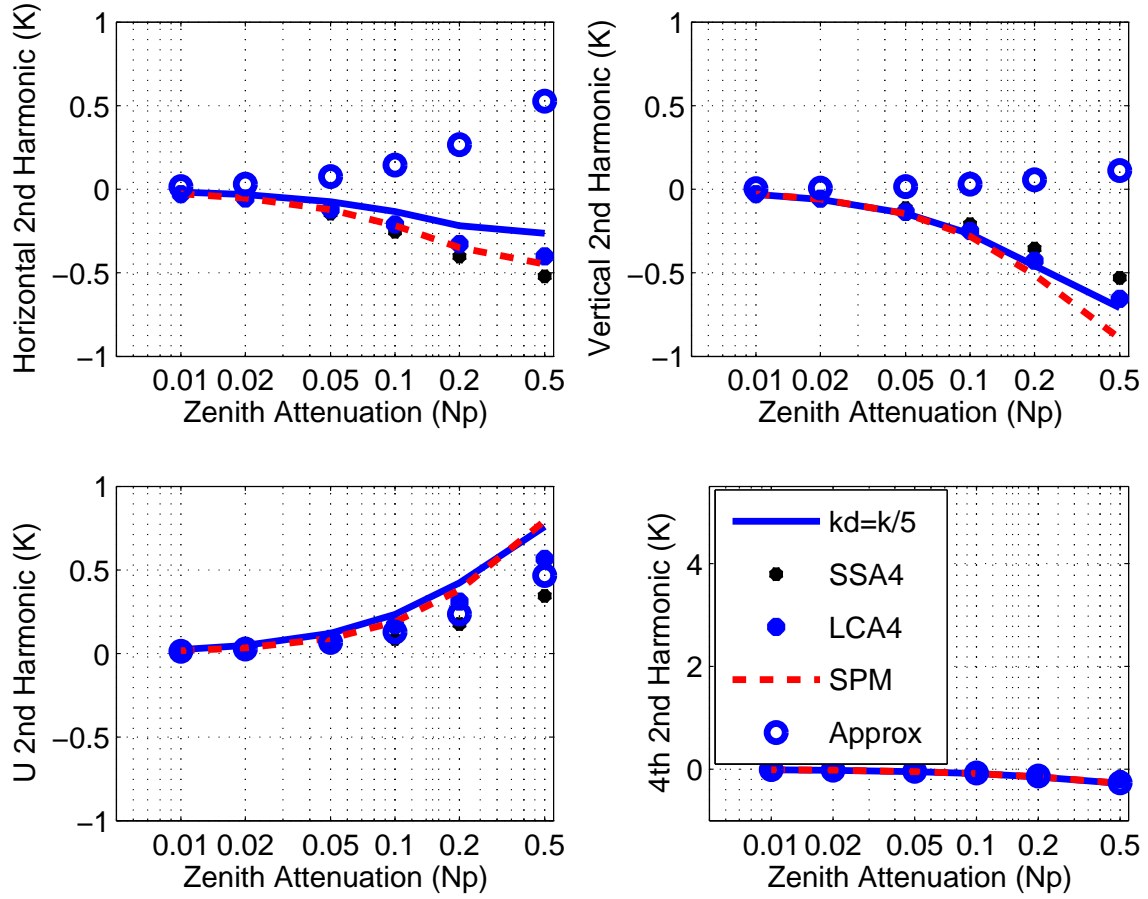 Horizontal 2nd Harmonic (K)
1
0.5
0
−0.5
−1
0.01 0.02 0.05 0.1 0.2 0.5
Zenith Attenuation (Np)
Vertical 2nd Harmonic (K)
1
0.5
0
−0.5
−1
0.01 0.02 0.05 0.1 0.2 0.5
Zenith Attenuation (Np)
U 2nd Harmonic (K)
1
0.5
0
−0.5
−1
0.01 0.02 0.05 0.1 0.2 0.5
Zenith Attenuation (Np)
4th 2nd Harmonic (K)
4
2
0
kd=k/5
SSA4
LCA4
SPM
Approx
0.01 0.02 0.05 0.1 0.2 0.5
Zenith Attenuation (Np)